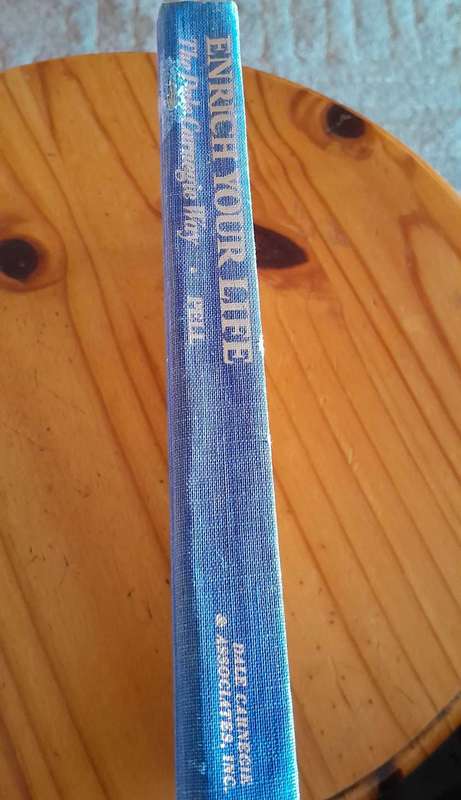 ENRICH YOUR LIFE
The Dale Carnegie Way • PELL
DALE CARNEGIE
& ASSOCIATES, INC.